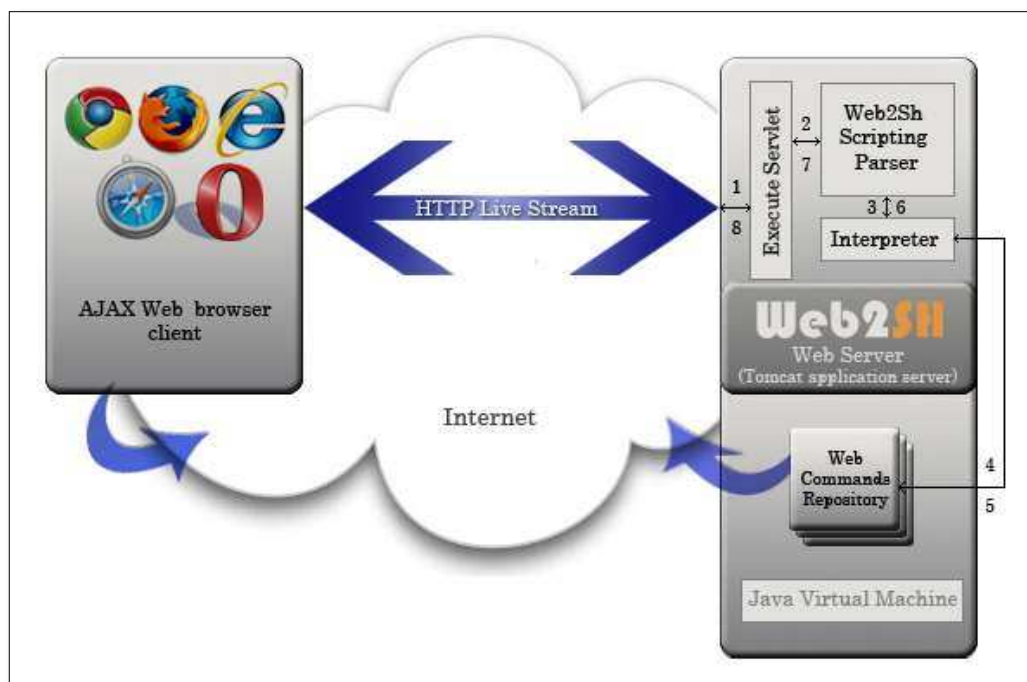 AJAX Web browser
client
HTTP Live Stream
Internet
1
8
Execute Servlet
2
7
Web2Sh
Scripting
Parser
3 6
Interpreter
Web2SH
Web Server
(Tomcat application server)
Web
Commands
Repository
4
5
Java Virtual Machine